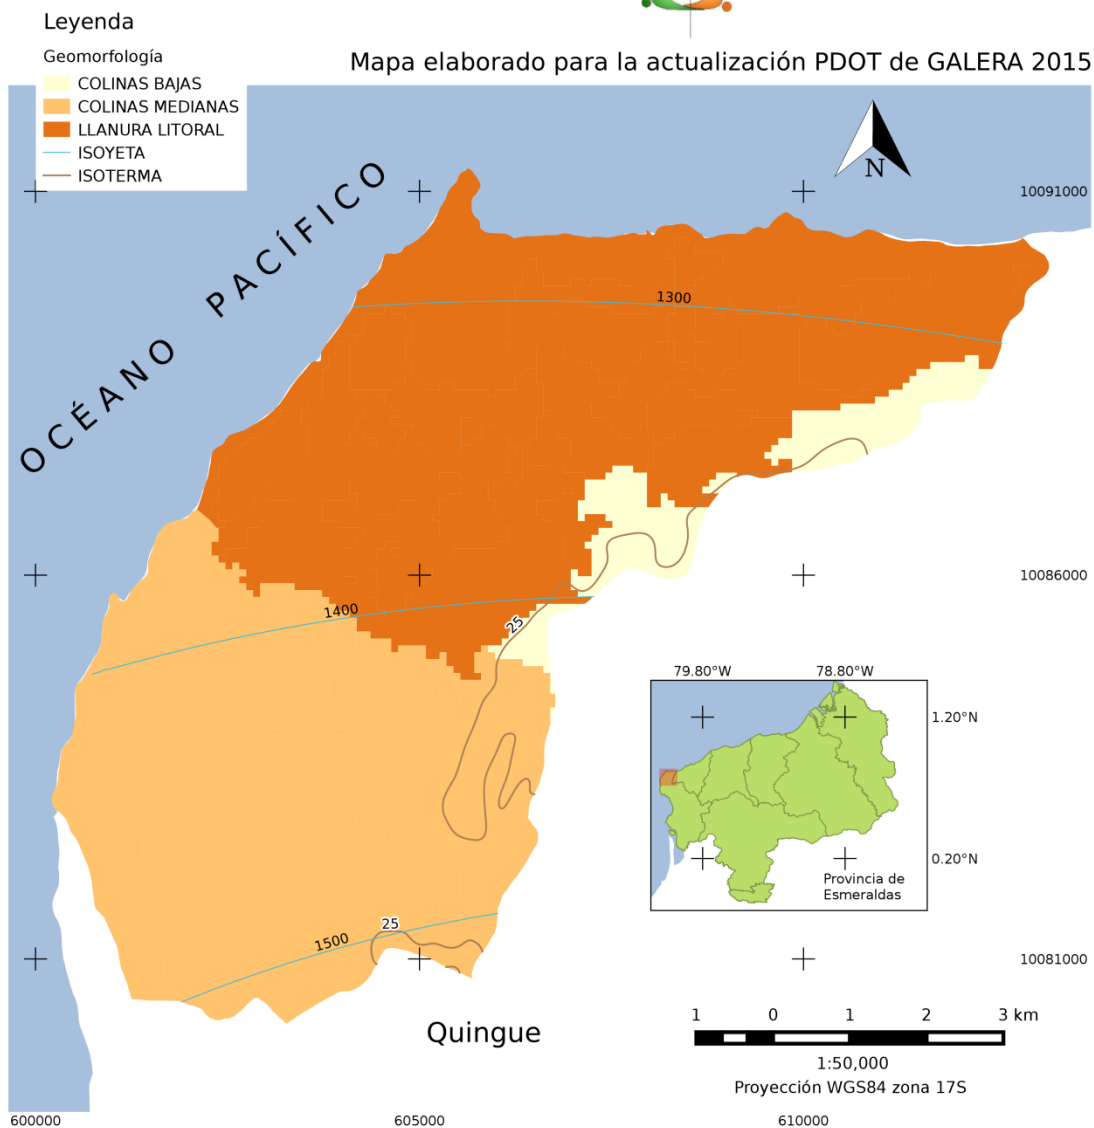 Leyenda
Geomorfología
COLINAS BAJAS
COLINAS MEDIANAS
LLANURA LITORAL
ISOYETA
ISOTERMA
Mapa elaborado para la actualización PDOT de GALERA 2015
N
OCÉANO PACÍFICO
10091000
1300
10086000
1400
25
79.80°W 78.80°W
1.20°N
0.20°N
Provincia de
Esmeraldas
25
1500
10081000
Quingue
1 0 1 2 3 km
1:50,000
Proyección WGS84 zona 17S
600000 605000 610000